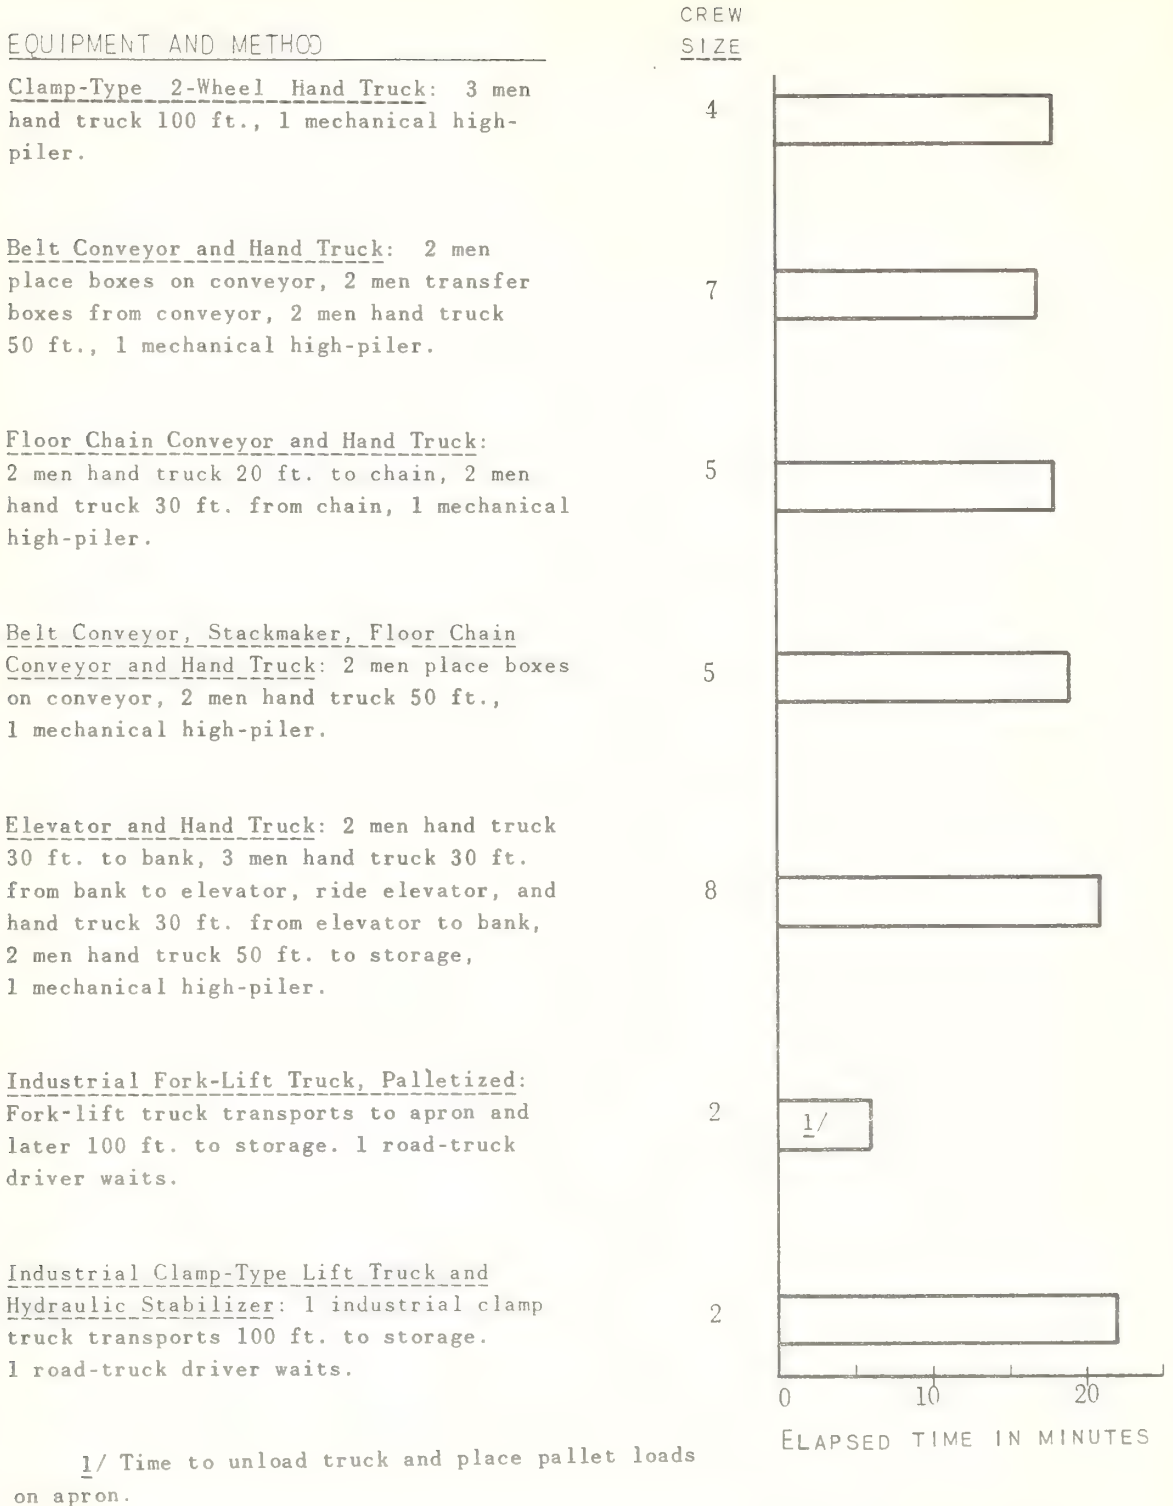 CREW
EQUIPMENT AND METHOD
SIZE
Clamp-Type 2-Wheel Hand Truck: 3 men
hand truck 100 ft., 1 mechanical high-
piler.
4
Belt Conveyor and Hand Truck: 2 men
place boxes on conveyor, 2 men transfer
boxes from conveyor, 2 men hand truck
50 ft., 1 mechanical high-piler.
7
Floor Chain Conveyor and Hand Truck:
2 men hand truck 20 ft. to chain, 2 men
hand truck 30 ft. from chain, 1 mechanical
high-piler.
5
Belt Conveyor, Stackmaker, Floor Chain
Conveyor and Hand Truck: 2 men place boxes
on conveyor, 2 men hand truck 50 ft.,
1 mechanical high-piler.
5
Elevator and Hand Truck: 2 men hand truck
30 ft. to bank, 3 men hand truck 30 ft.
from bank to elevator, ride elevator, and
hand truck 30 ft. from elevator to bank,
2 men hand truck 50 ft. to storage,
1 mechanical high-piler.
8
Industrial Fork-Lift Truck, Palletized:
Fork-lift truck transports to apron and
later 100 ft. to storage. 1 road-truck
driver waits.
2
1/
Industrial Clamp-Type Lift Truck and
Hydraulic Stabilizer: 1 industrial clamp
truck transports 100 ft. to storage.
1 road-truck driver waits.
2
0 10 20
ELAPSED TIME IN MINUTES
1/ Time to unload truck and place pallet loads
on apron.